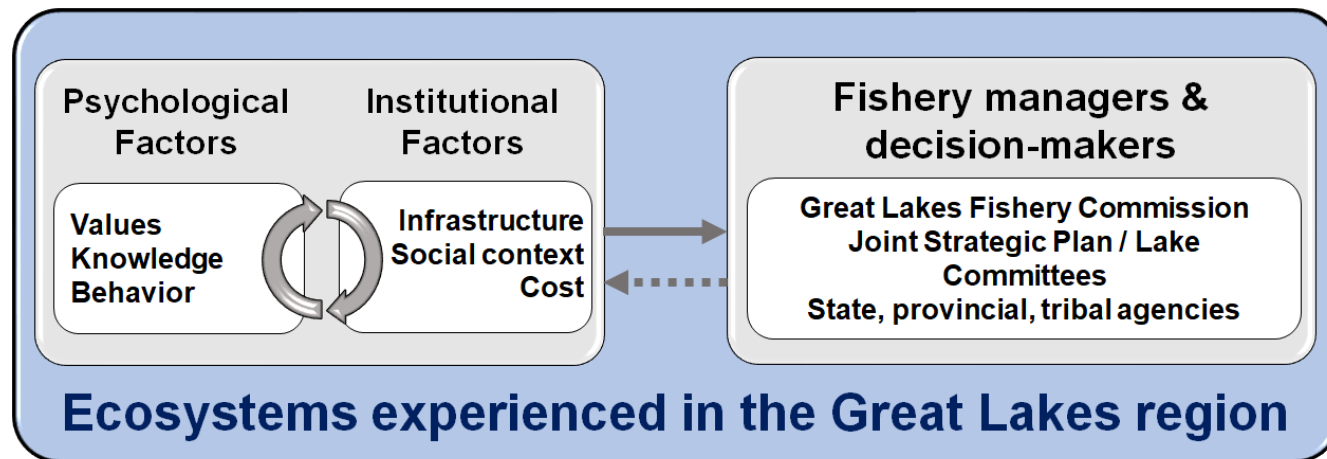 Psychological
Factors
Institutional
Factors
Values
Knowledge
Behavior
Infrastructure
Social context
Cost
Fishery managers &
decision-makers
Great Lakes Fishery Commission
Joint Strategic Plan / Lake
Committees
State, provincial, tribal agencies
Ecosystems experienced in the Great Lakes region